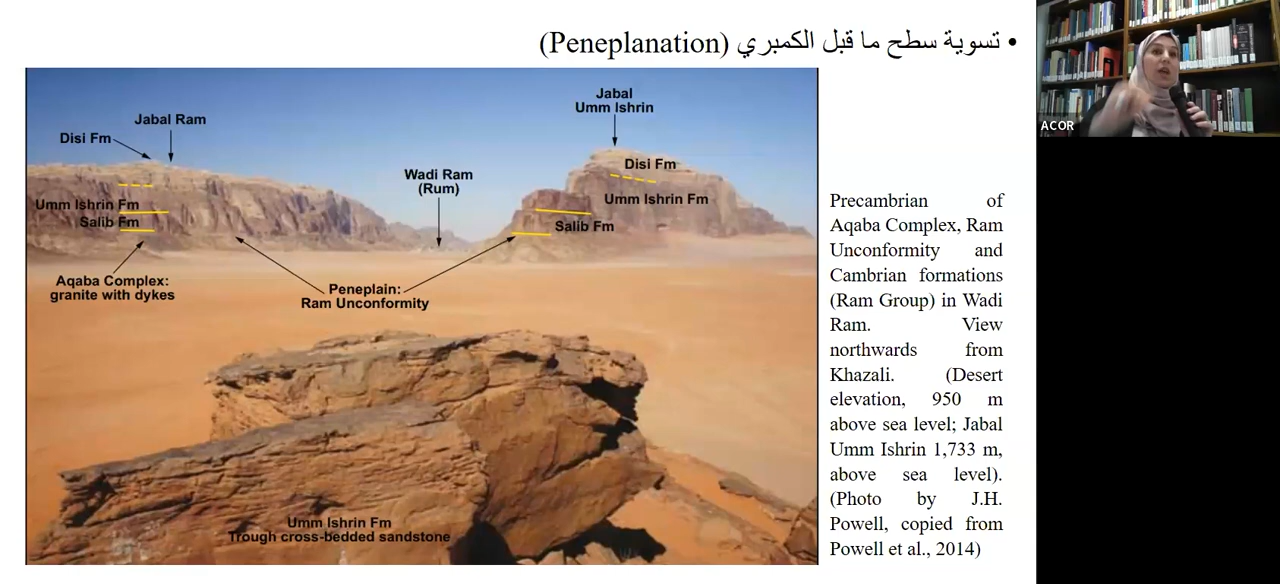 • تسوية سطح ما قبل الكمبري (Peneplanation)
Jabal
Umm Ishrin
Jabal Ram
Disi Fm
Disi Fm
Wadi Ram
(Rum)
Umm Ishrin Fm
Umm Ishrin Fm
Salib Fm
Salib Fm
Aqaba Complex:
granite with dykes
Peneplain:
Ram Unconformity
Umm Ishrin Fm
Trough cross-bedded sandstone
Precambrian of
Aqaba Complex, Ram
Unconformity and
Cambrian formations
(Ram Group) in Wadi
Ram. View
northwards from
Khazali. (Desert
elevation, 950 m
above sea level; Jabal
Umm Ishrin 1,733 m,
above sea level).
(Photo by J.H.
Powell, copied from
Powell et al., 2014)
ACOR